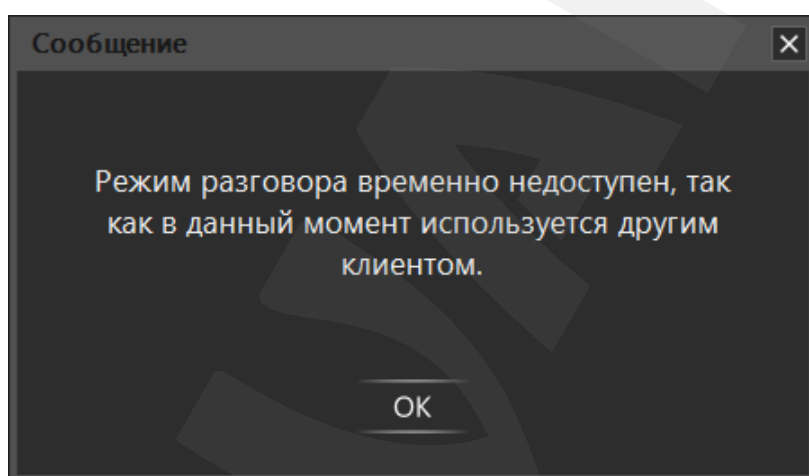 Сообщение
Режим разговора временно недоступен, так
как в данный момент используется другим
клиентом.
OK